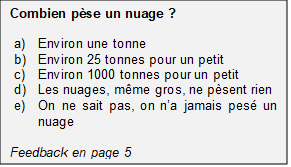 Combien pèse un nuage ?
a) Environ une tonne
b) Environ 25 tonnes pour un petit
c) Environ 1000 tonnes pour un petit
d) Les nuages, même gros, ne pèsent rien
e) On ne sait pas, on n'a jamais pesé un
nuage
Feedback en page 5